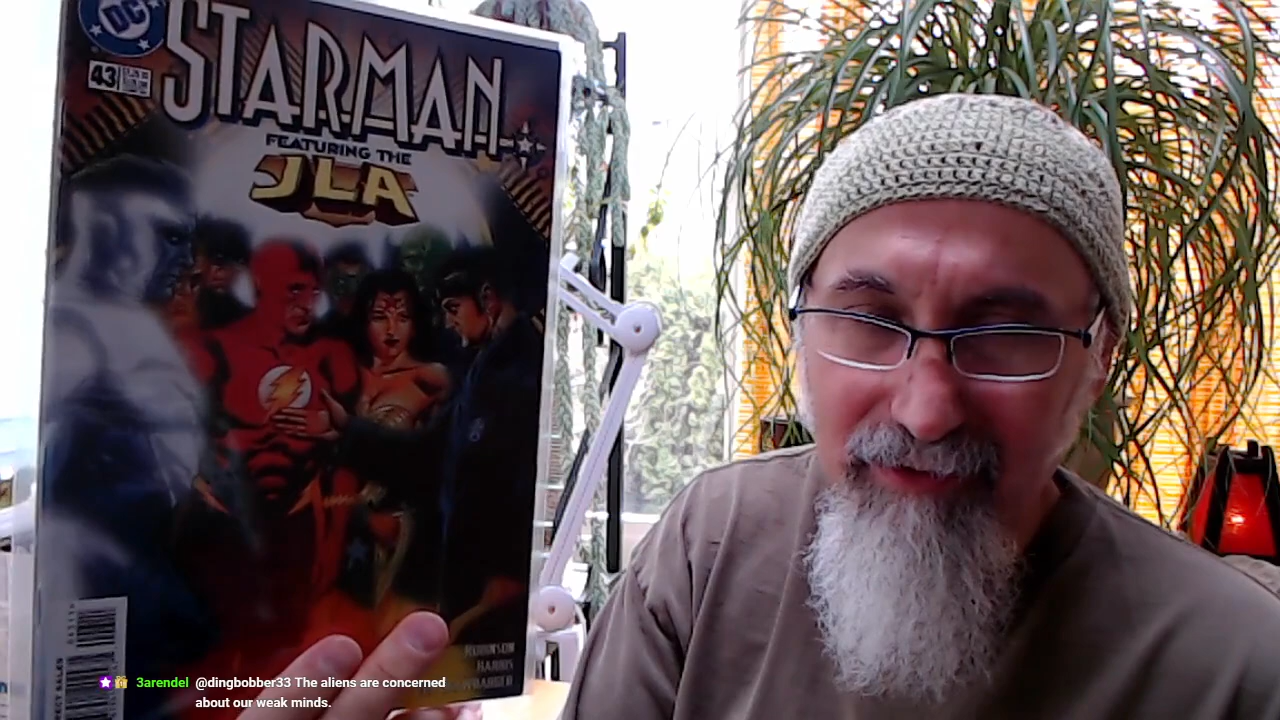 DC
STARMAN
43
FEATURING THE
JLA
ROBINSON
HARRIS
3arendel @dingbobber33 The aliens are concerned
about our weak minds.